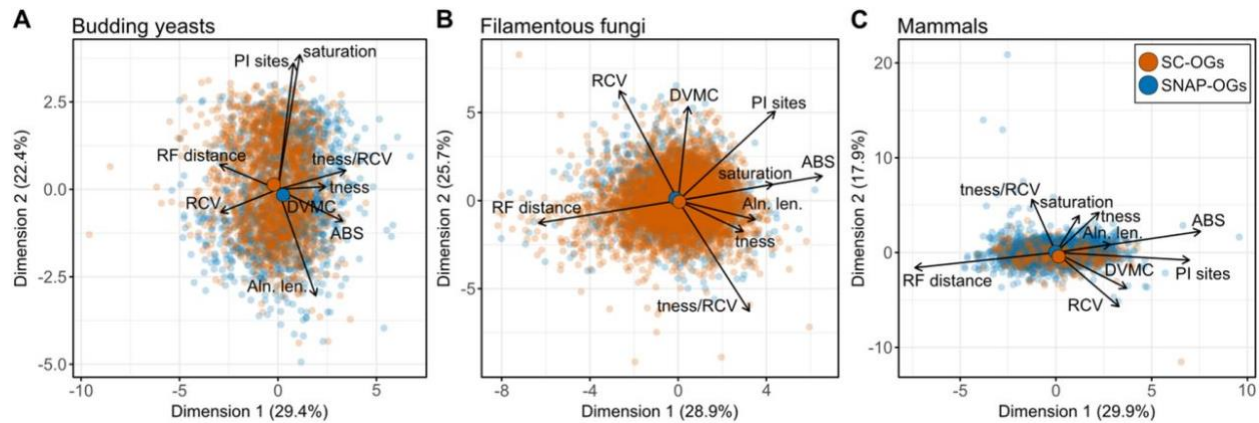 A Budding yeasts
saturation
PI sites
2.5
RF distance
tness/RCV
tness
0.0
RCV
DVMC
ABS
-2.5
Aln. len.
-5.0
-10 -5 0 5
Dimension 1 (29.4%)
Dimension 2 (22.4%)
B Filamentous fungi
RCV
DVMC
PI sites
5
ABS
saturation
0
RF distance
Aln. len.
tness
-5
tness/RCV
-8 -4 0 4
Dimension 1 (28.9%)
Dimension 2 (25.7%)
C Mammals
SC-OGs
SNAP-OGs
20
10
tness/RCV
saturation
tness
ABS
Aln. len.
0
DVMC
PI sites
RF distance
RCV
-10
-5 0 5 10
Dimension 1 (29.9%)
Dimension 2 (17.9%)